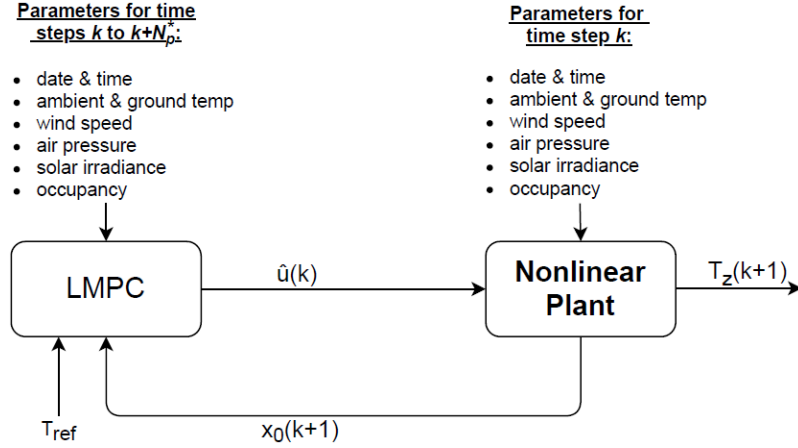 Parameters for time
steps k to k+N*p:
• date & time
• ambient & ground temp
• wind speed
• air pressure
• solar irradiance
• occupancy
Parameters for
time step k:
• date & time
• ambient & ground temp
• wind speed
• air pressure
• solar irradiance
• occupancy
LMPC
û(k)
Nonlinear
Plant
Tz(k+1)
Tref
x0(k+1)